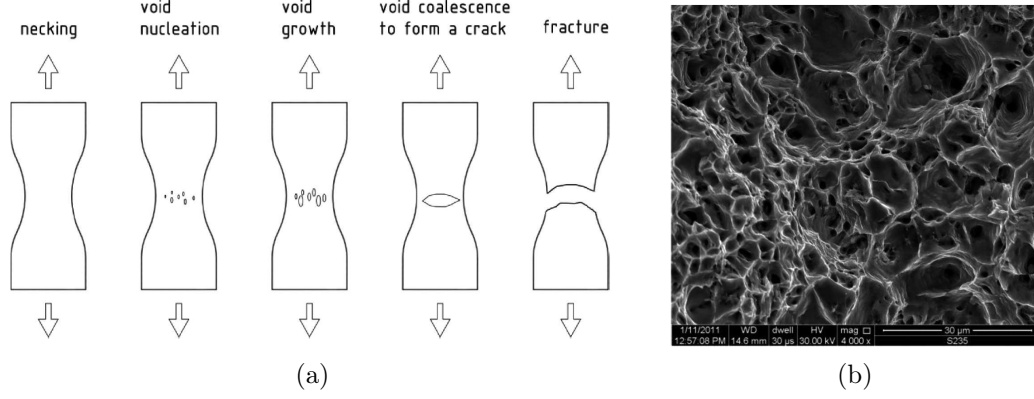 necking
void
nucleation
void
growth
void coalescence
to form a crack
fracture
1/11/2011 WD dwell HV mag □ 30 µm
12:57:08 PM 14.6 mm 30 µs 30.00 kV 4 000 x S235
(a)
(b)